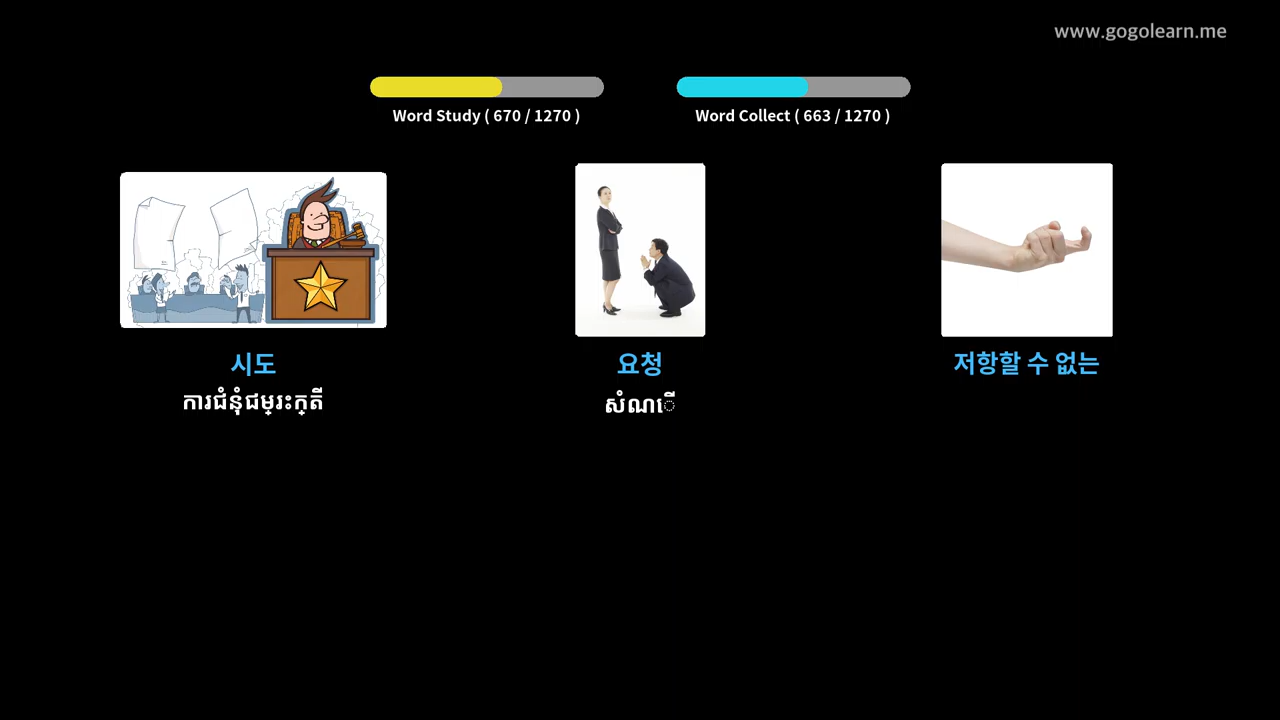 www.gogolearn.me
Word Study ( 670 / 1270 )
Word Collect ( 663 / 1270 )
시도
요청
저항할 수 없는
ការជំនុំជម្រះក្តី
សំណើ